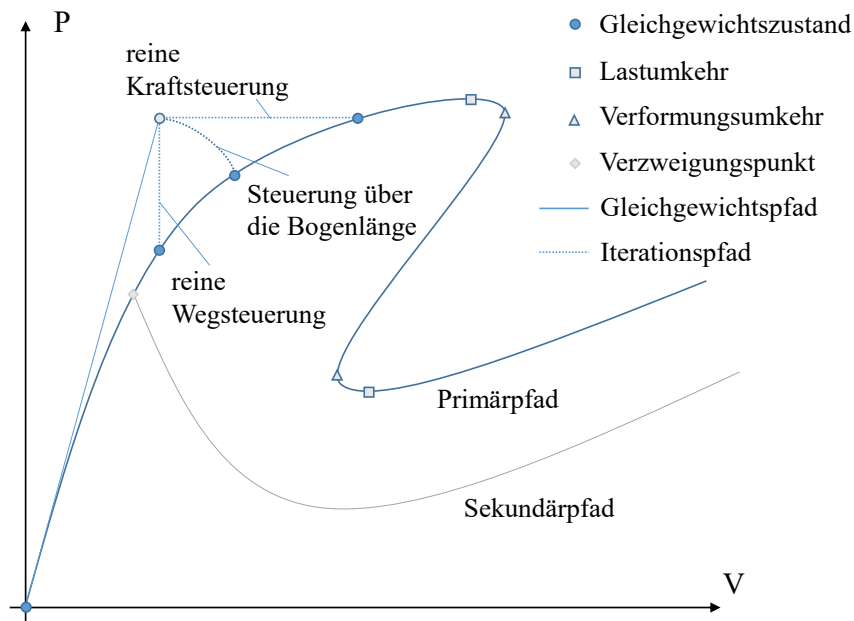 P
reine
Kraftsteuerung
Steuerung über
die Bogenlänge
reine
Wegsteuerung
Gleichgewichtszustand
Lastumkehr
Verformungsumkehr
Verzweigungspunkt
Gleichgewichtspfad
Iterationspfad
Primärpfad
Sekundärpfad
V